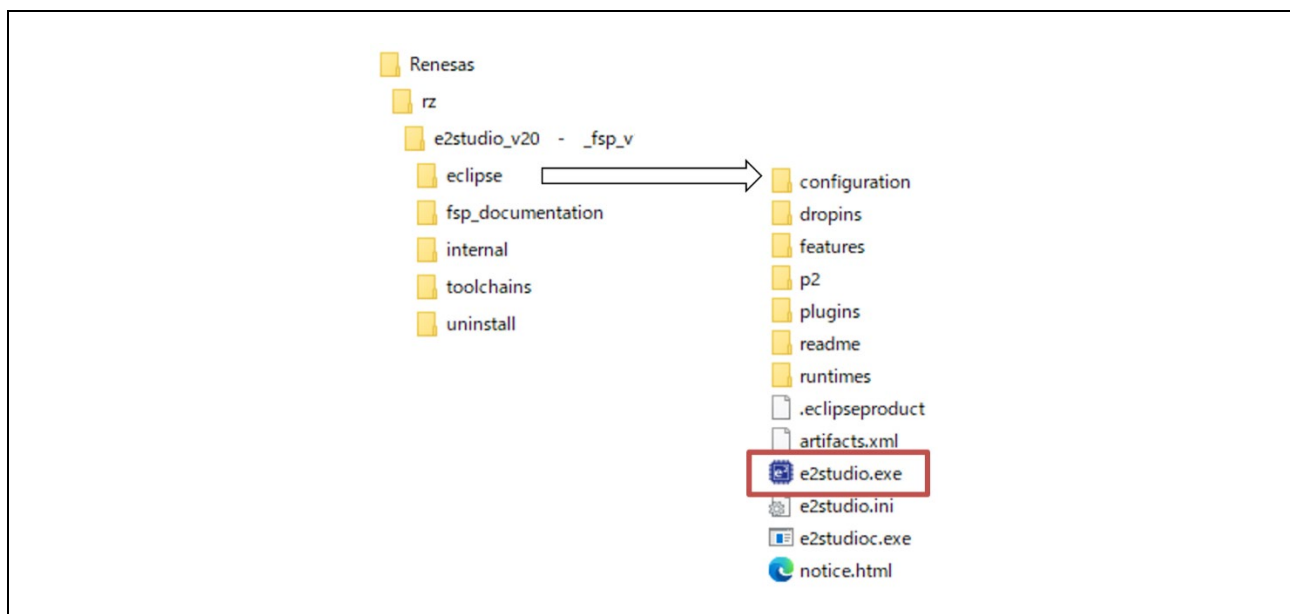 Renesas
rz
e2studio_v20 - _fsp_v
eclipse
fsp_documentation
internal
toolchains
uninstall
configuration
dropins
features
p2
plugins
readme
runtimes
.eclipseproduct
artifacts.xml
e2studio.exe
e2studio.ini
e2studioc.exe
notice.html